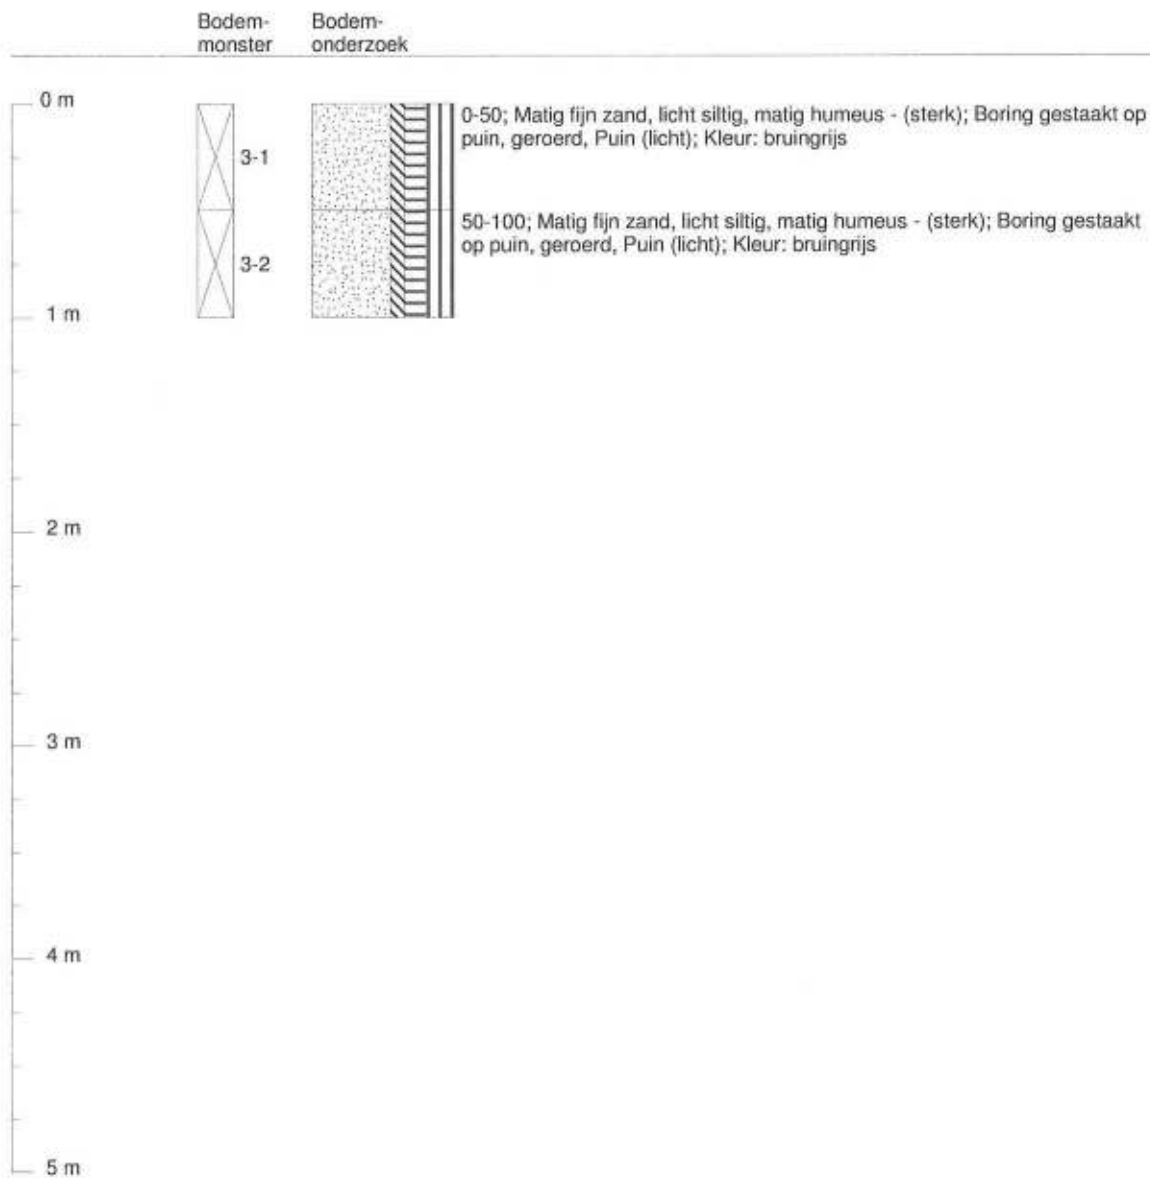 Bodem-
monster
Bodem-
onderzoek
0 m
0-50; Matig fijn zand, licht siltig, matig humeus - (sterk); Boring gestaakt op
puin, geroerd, Puin (licht); Kleur: bruingrijs
3-1
50-100; Matig fijn zand, licht siltig, matig humeus - (sterk); Boring gestaakt
op puin, geroerd, Puin (licht); Kleur: bruingrijs
3-2
1 m
2 m
3 m
4 m
5 m